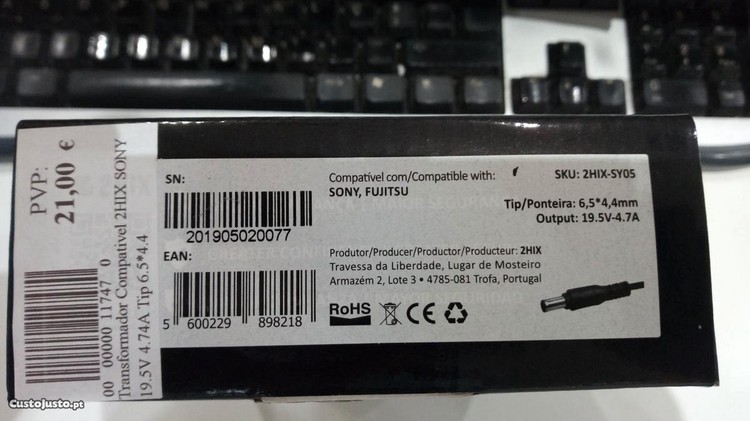 PVP:
21,00 €
00 000000 11747 0
Transformador Compatível 2HIX SONY
19.5V 4.74A Tip 6.5*4.4
SN:
201905020077
EAN:
5 600229 898218
Compatível com/Compatible with:
SONY, FUJITSU
SKU: 2HIX-SY05
Tip/Ponteira: 6,5*4,4mm
Output: 19.5V-4.7A
Produtor/Producer/Productor/Producteur: 2HIX
Travessa da Liberdade, Lugar de Mosteiro
Armazém 2, Lote 3 • 4785-081 Trofa, Portugal
RoHS CE
CustoJusto.pt